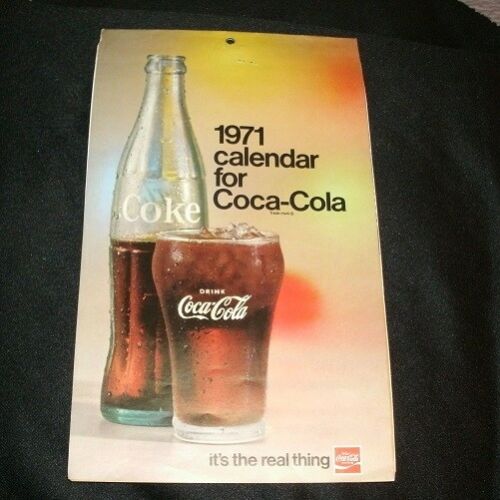 1971
calendar
for
Coca-Cola
Coke
DRINK
Coca-Cola
it's the real thing
Coca-Cola